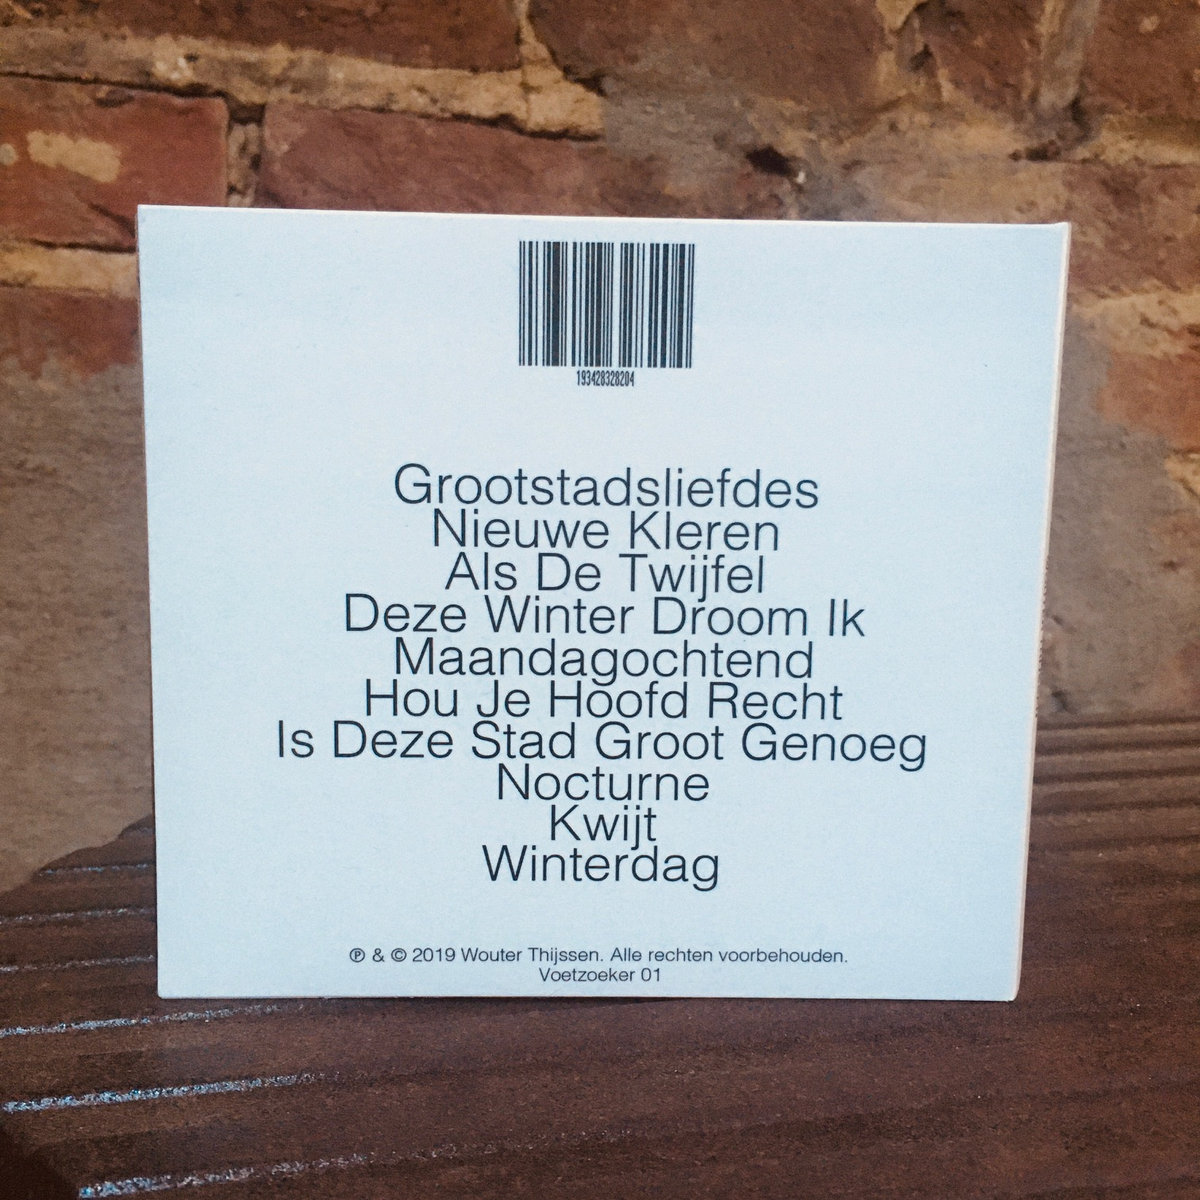 193428328204
Grootstadsliefdes
Nieuwe Kleren
Als De Twijfel
Deze Winter Droom Ik
Maandagochtend
Hou Je Hoofd Recht
Is Deze Stad Groot Genoeg
Nocturne
Kwijt
Winterdag
℗ & © 2019 Wouter Thijssen. Alle rechten voorbehouden.
Voetzoeker 01